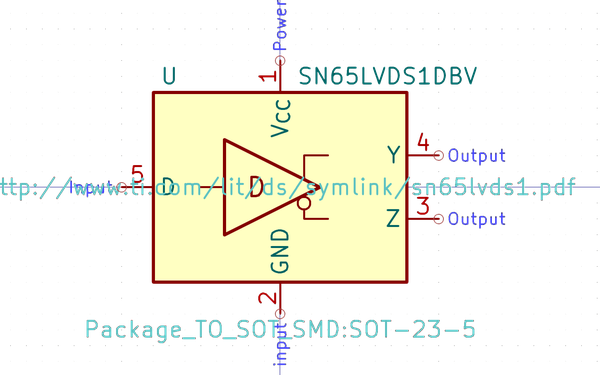 Power
U
SN65LVDS1DBV
1
VCC
4
Y
Output
5
Input
D
D
ttp://www.ti.com/lit/ds/symlink/sn65lvds1.pdf
3
Z
Output
GND
2
Package_TO_SOT_SMD:SOT-23-5
input